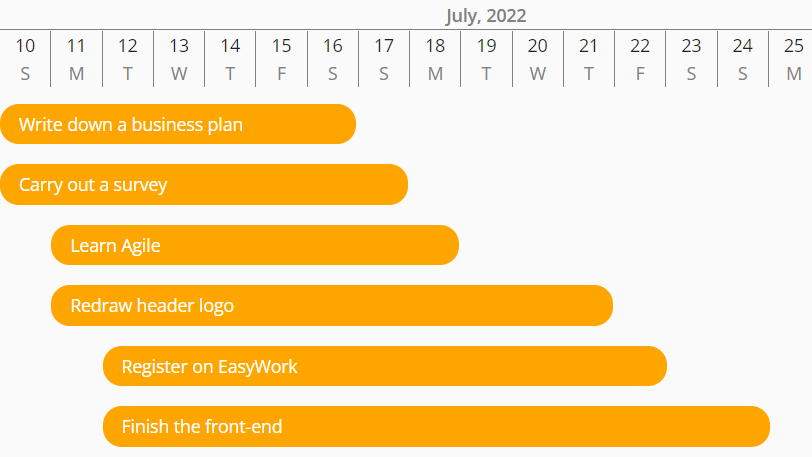 July, 2022
10 11 12 13 14 15 16 17 18 19 20 21 22 23 24 25
S M T W T F S S M T W T F S S M
Write down a business plan
Carry out a survey
Learn Agile
Redraw header logo
Register on EasyWork
Finish the front-end